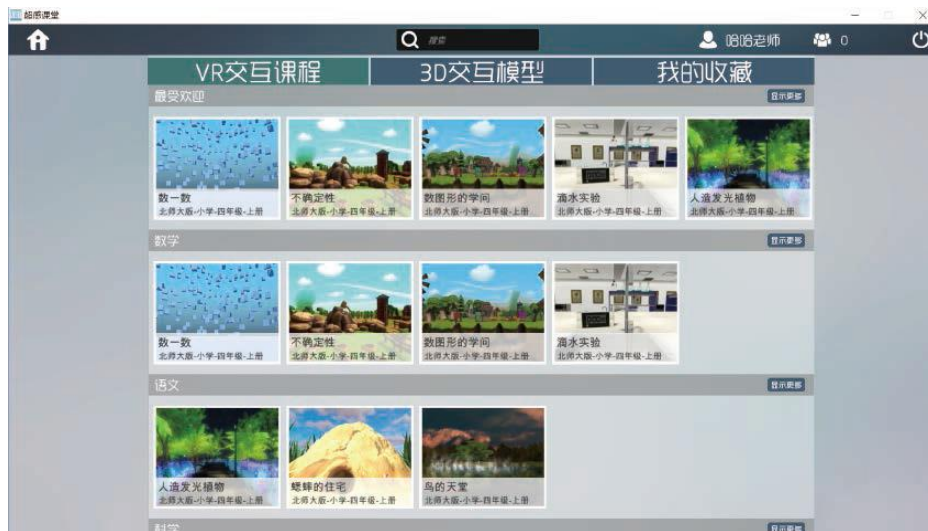 超感课堂
搜索
哈哈老师
0
VR交互课程
3D交互模型
我的收藏
最受欢迎
显示更多
数一数
北师大版-小学-四年级-上册
不确定性
北师大版-小学-四年级-上册
数图形的学问
北师大版-小学-四年级-上册
滴水实验
北师大版-小学-四年级-上册
人造发光植物
北师大版-小学-四年级-上册
数学
显示更多
数一数
北师大版-小学-四年级-上册
不确定性
北师大版-小学-四年级-上册
数图形的学问
北师大版-小学-四年级-上册
滴水实验
北师大版-小学-四年级-上册
语文
显示更多
人造发光植物
北师大版-小学-四年级-上册
蟋蟀的住宅
北师大版-小学-四年级-上册
鸟的天堂
北师大版-小学-四年级-上册
科学
显示更多